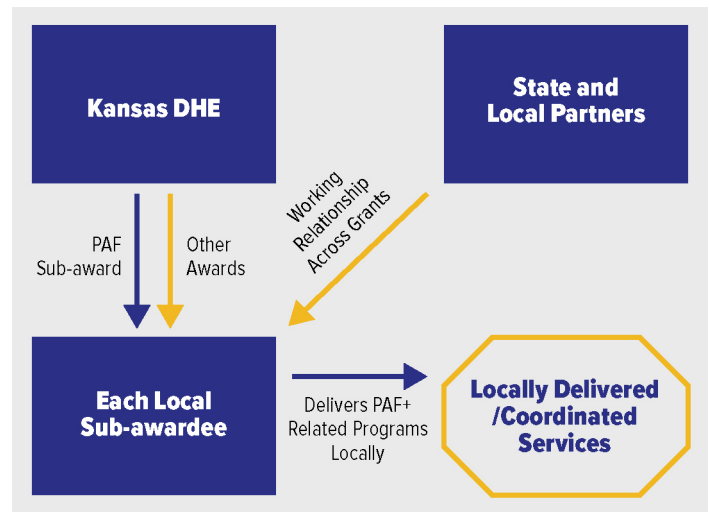 Kansas DHE
State and
Local Partners
PAF
Sub-award
Other
Awards
Working
Relationship
Across Grants
Each Local
Sub-awardee
Delivers PAF+
Related Programs
Locally
Locally Delivered
/Coordinated
Services